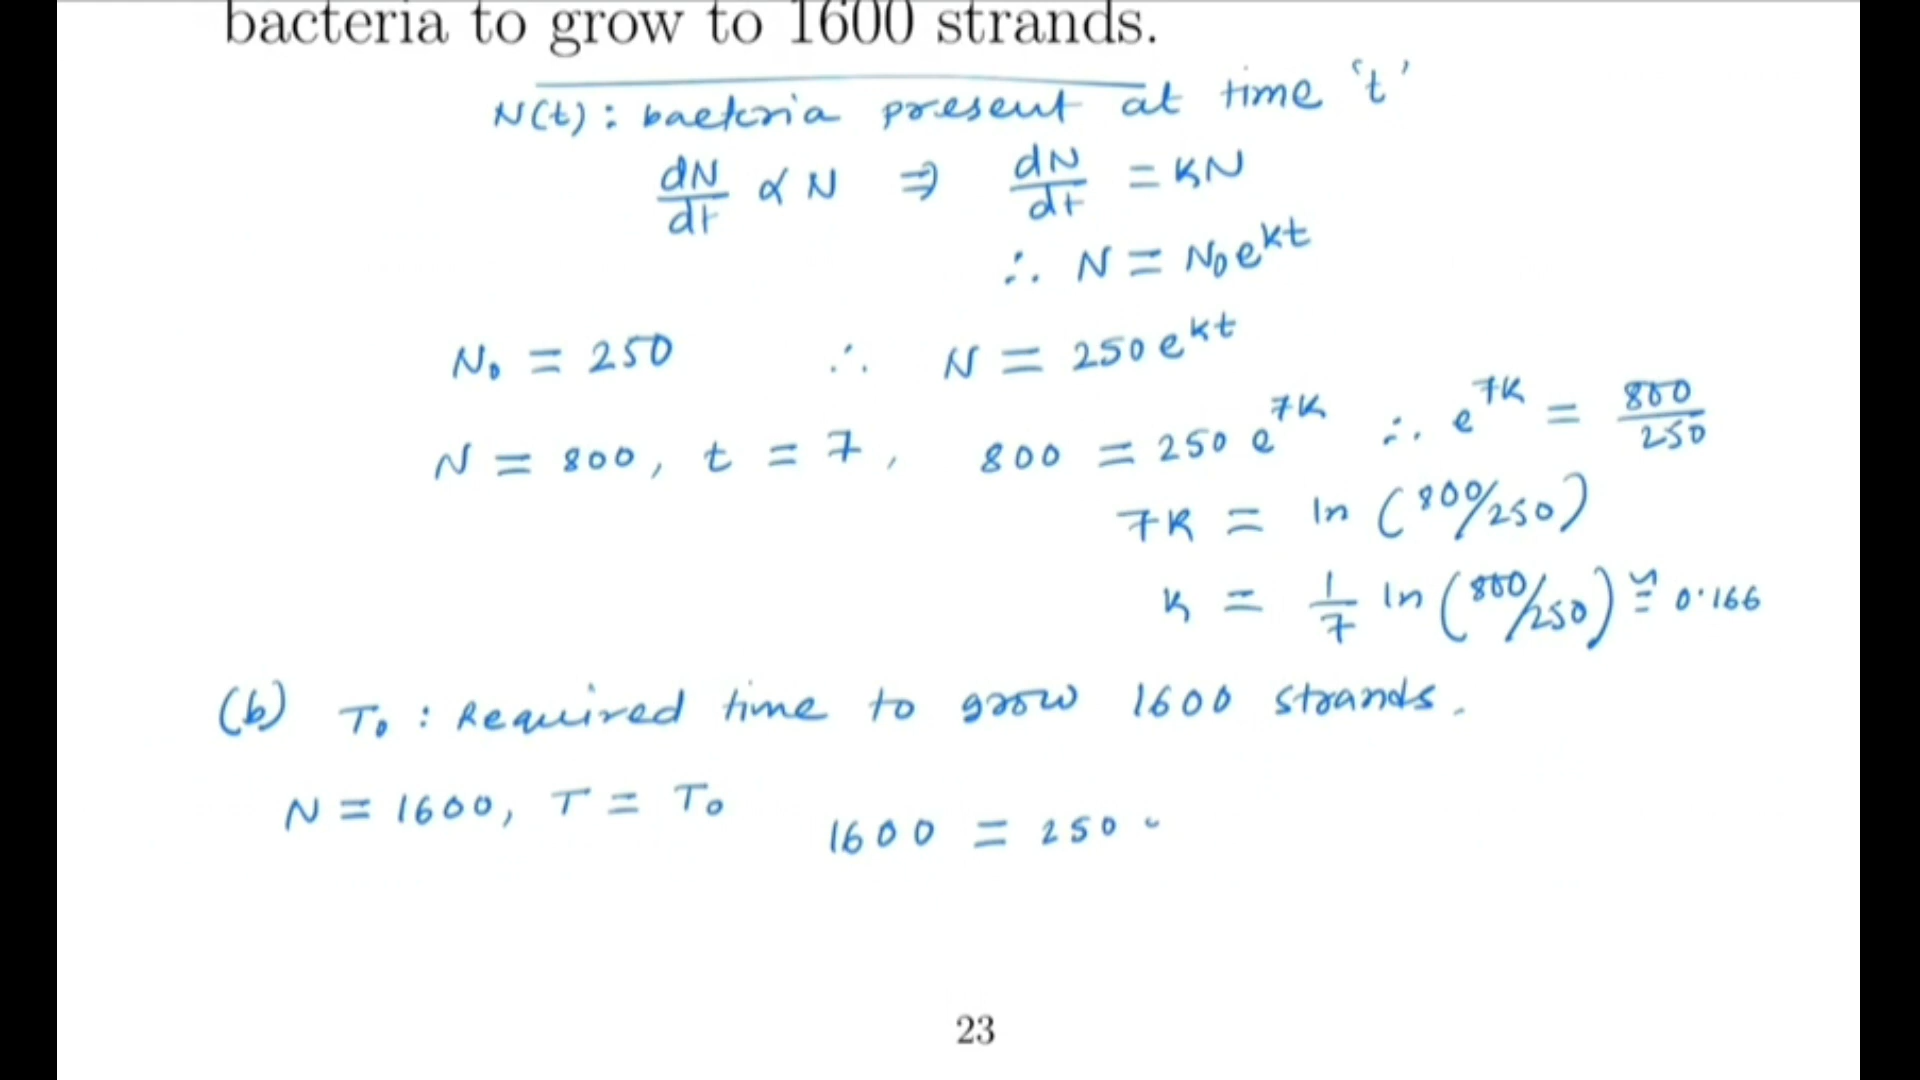 bacteria to grow to 1600 strands.
N(t) : bacteria present at time 't'
dN/dt ∝ N ⇒ dN/dt = KN
∴ N = N₀e^kt
N₀ = 250 ∴ N = 250 e^kt
N = 800, t = 7, 800 = 250 e^7K ∴ e^7K = 800/250
7K = ln (800/250)
K = 1/7 ln (800/250) ≅ 0.166
(b) T₀ : Required time to grow 1600 strands.
N = 1600, T = T₀ 1600 = 250
23